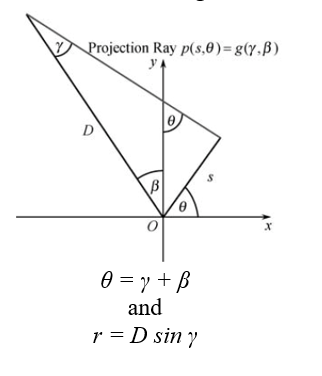 γ Projection Ray p(s,θ)=g(γ,β)
y
θ
D
β
s
θ
O
x
θ = γ + β
and
r = D sin γ